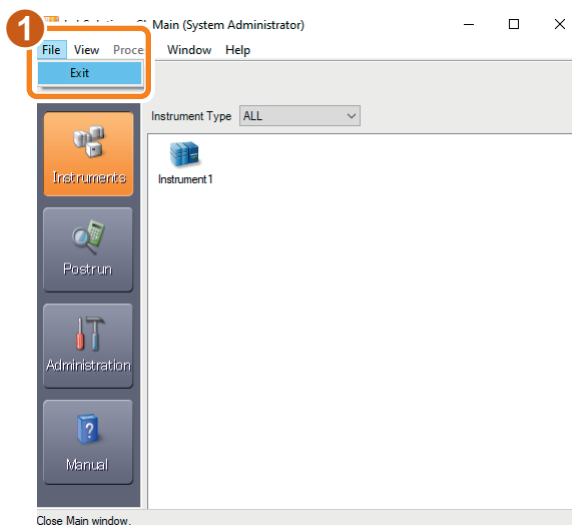 1
Main (System Administrator)
File View Proce Window Help
Exit
Instrument Type ALL
Instruments
Instrument1
Postrun
Administration
?
Manual
Close Main window.